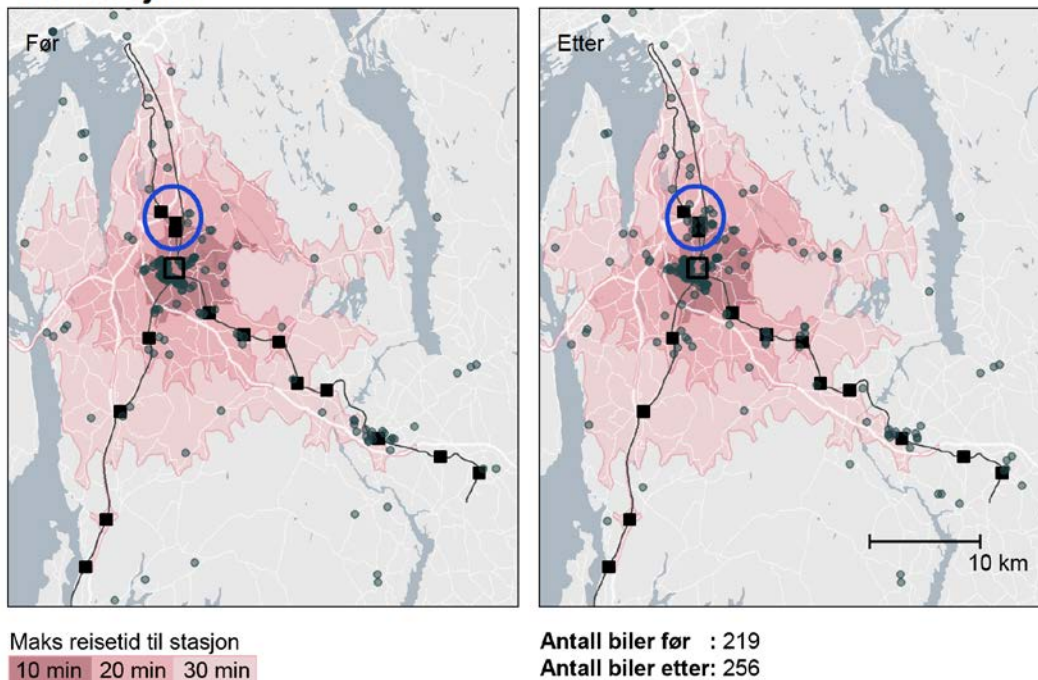 Før
Etter
10 km
Maks reisetid til stasjon
10 min 20 min 30 min
Antall biler før : 219
Antall biler etter: 256